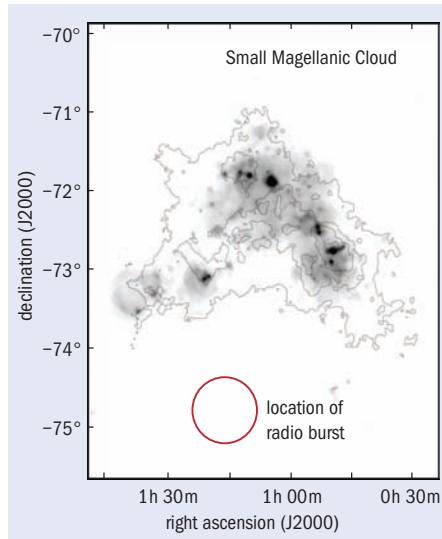 −70°
Small Magellanic Cloud
−71°
−72°
declination (J2000)
−73°
−74°
location of
radio burst
−75°
1h 30m
1h 00m
0h 30m
right ascension (J2000)